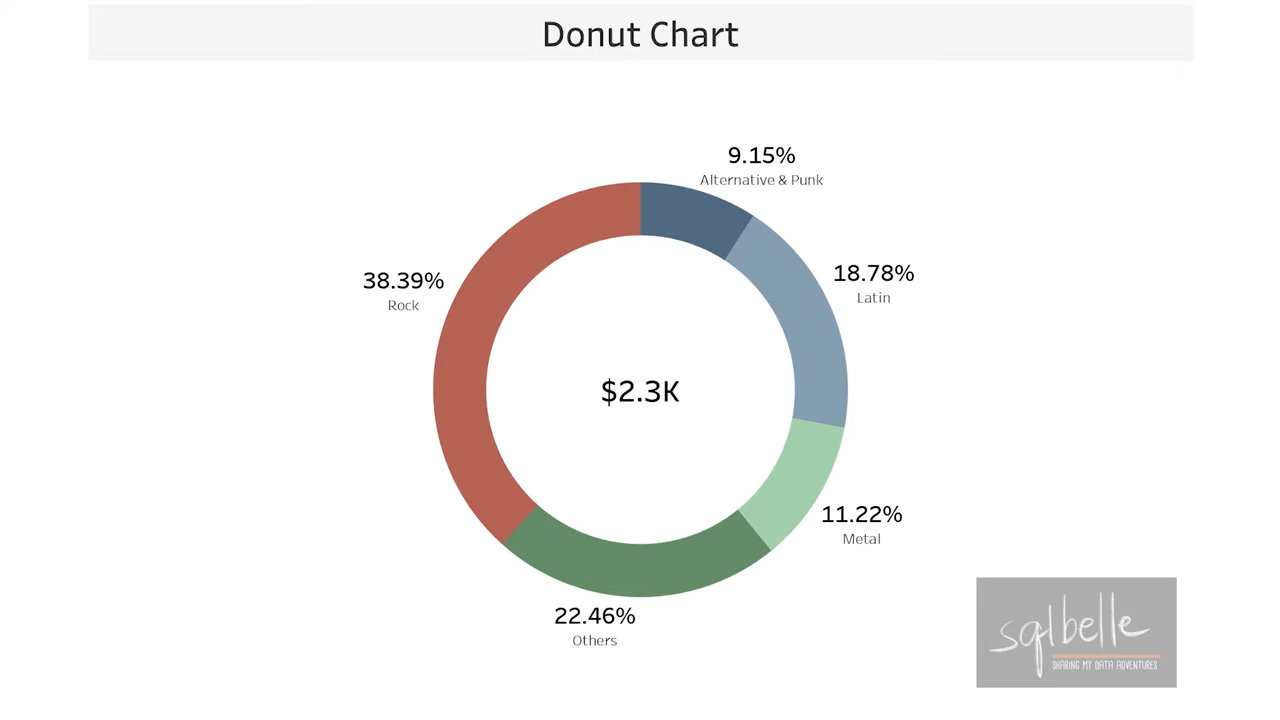 Donut Chart
9.15%
Alternative & Punk
18.78%
Latin
38.39%
Rock
$2.3K
11.22%
Metal
22.46%
Others
sqlbelle
SHARING MY DATA ADVENTURES